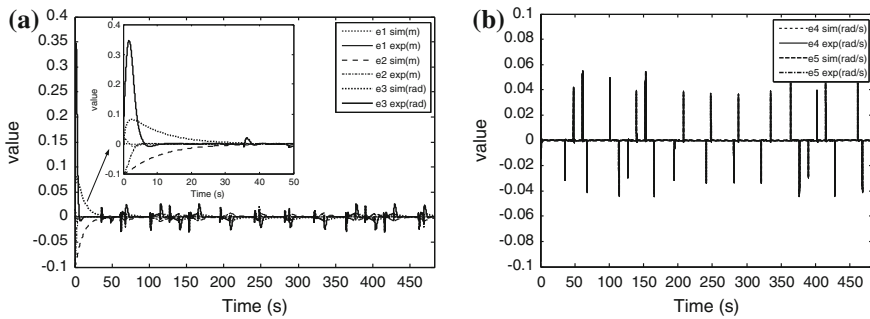 (a)
0.4
0.35
0.3
0.25
0.2
0.15
0.1
0.05
0
-0.05
-0.1
value
0 50 100 150 200 250 300 350 400 450
Time (s)
0.4
0.3
0.2
0.1
0
-0.1
value
0 10 20 30 40 50
Time (s)
e1 sim(m)
e1 exp(m)
e2 sim(m)
e2 exp(m)
e3 sim(rad)
e3 exp(rad)
(b)
0.1
0.08
0.06
0.04
0.02
0
-0.02
-0.04
-0.06
-0.08
-0.1
value
0 50 100 150 200 250 300 350 400 450
Time (s)
e4 sim(rad/s)
e4 exp(rad/s)
e5 sim(rad/s)
e5 exp(rad/s)